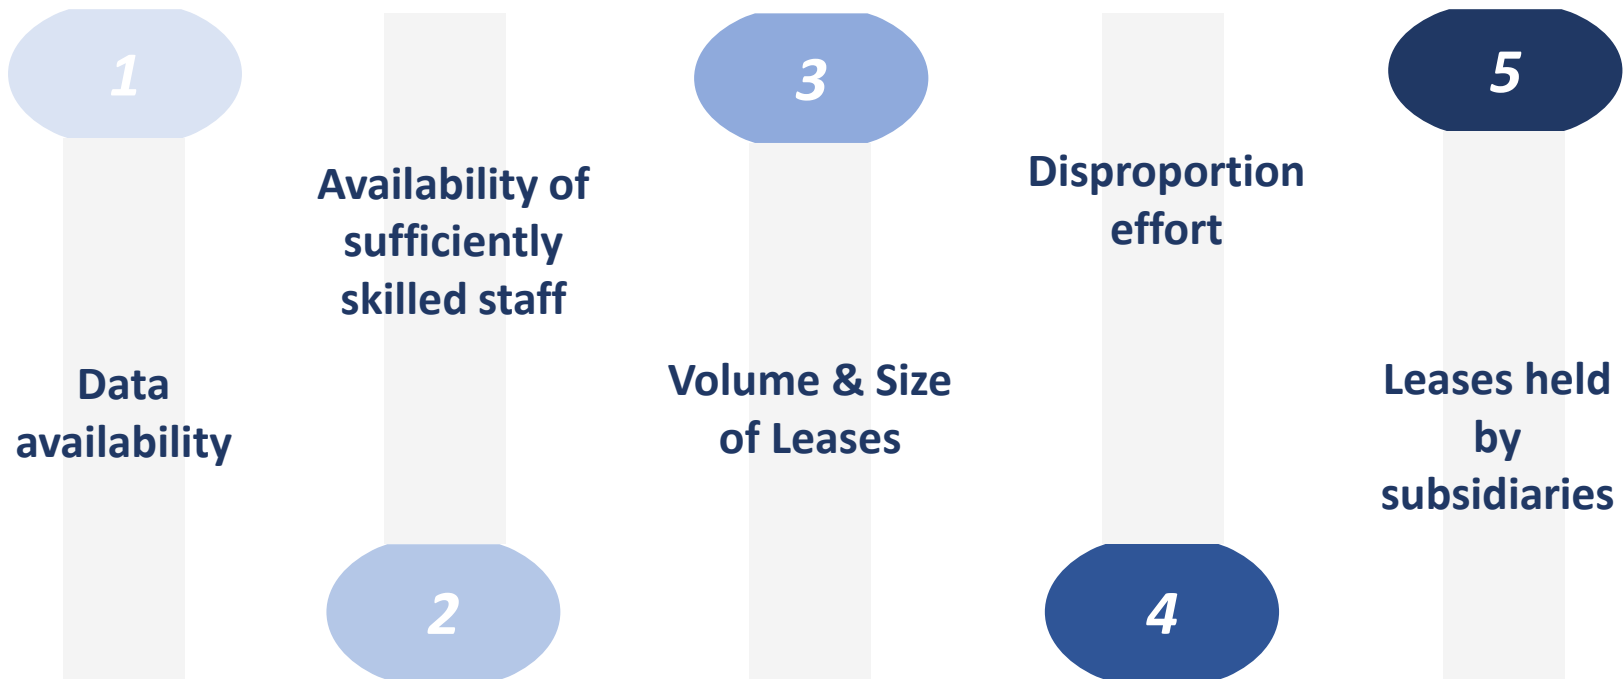 1
Data
availability
2
Availability of
sufficiently
skilled staff
3
Volume & Size
of Leases
4
Disproportion
effort
5
Leases held
by
subsidiaries